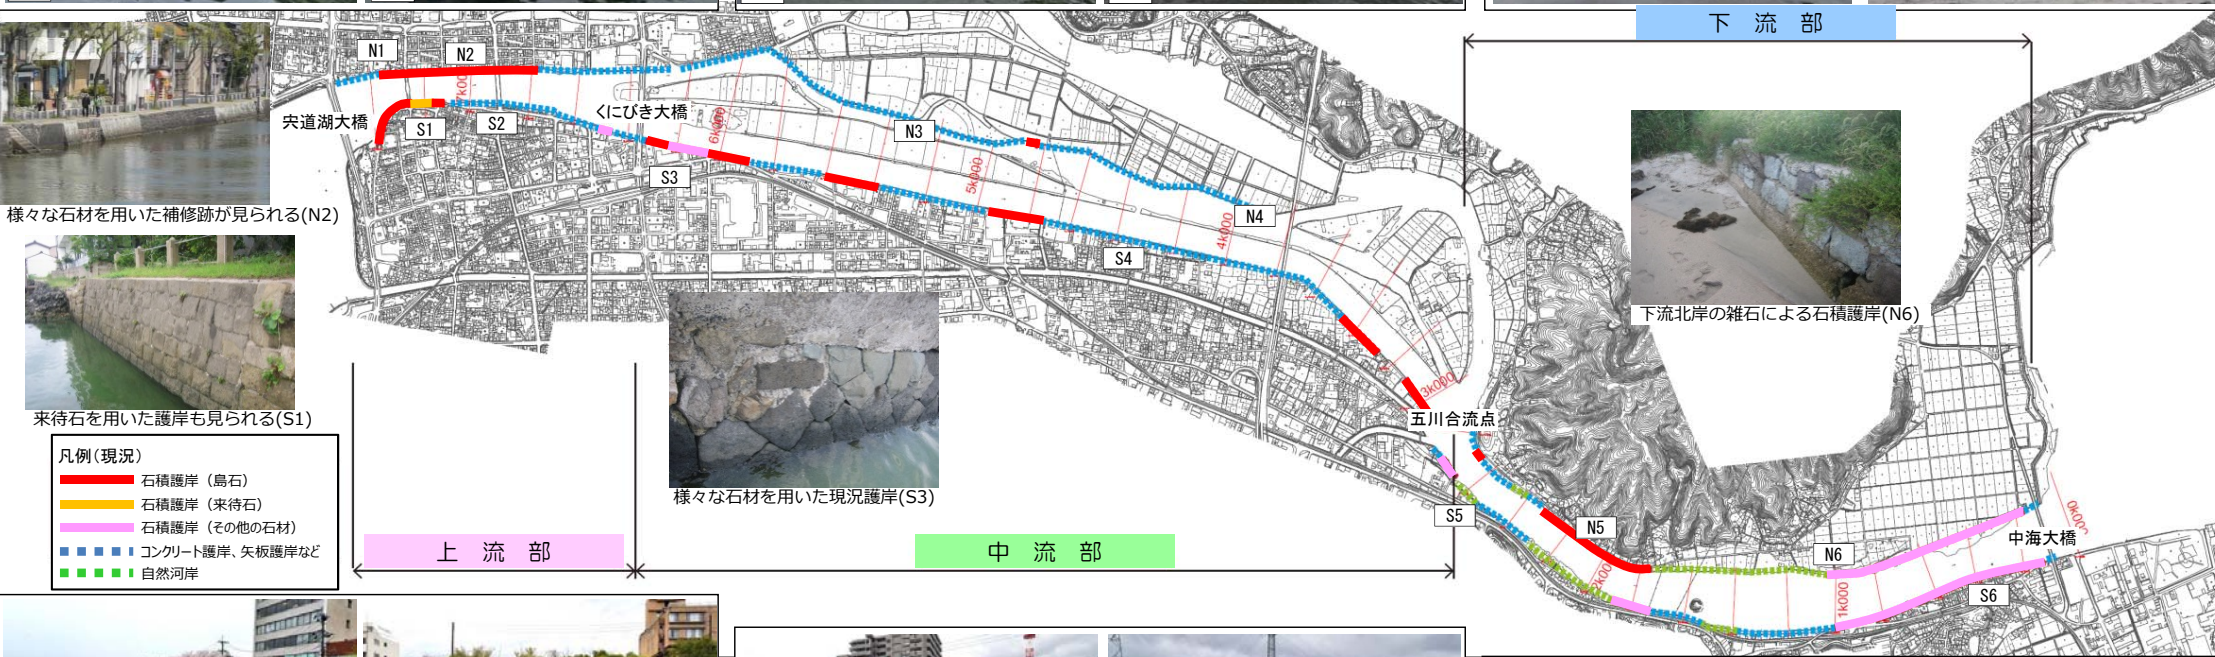 下 流 部
N1
N2
7k000
宍道湖大橋
S1
S2
くにびき大橋
6k000
N3
S3
5k000
様々な石材を用いた補修跡が見られる(N2)
N4
4k000
S4
下流北岸の雑石による石積護岸(N6)
来待石を用いた護岸も見られる(S1)
3k000
五川合流点
凡例(現況)
石積護岸（島石）
石積護岸（来待石）
石積護岸（その他の石材）
コンクリート護岸、矢板護岸など
自然河岸
様々な石材を用いた現況護岸(S3)
S5
N5
0k000
中海大橋
上 流 部
中 流 部
N6
2k000
1k000
S6